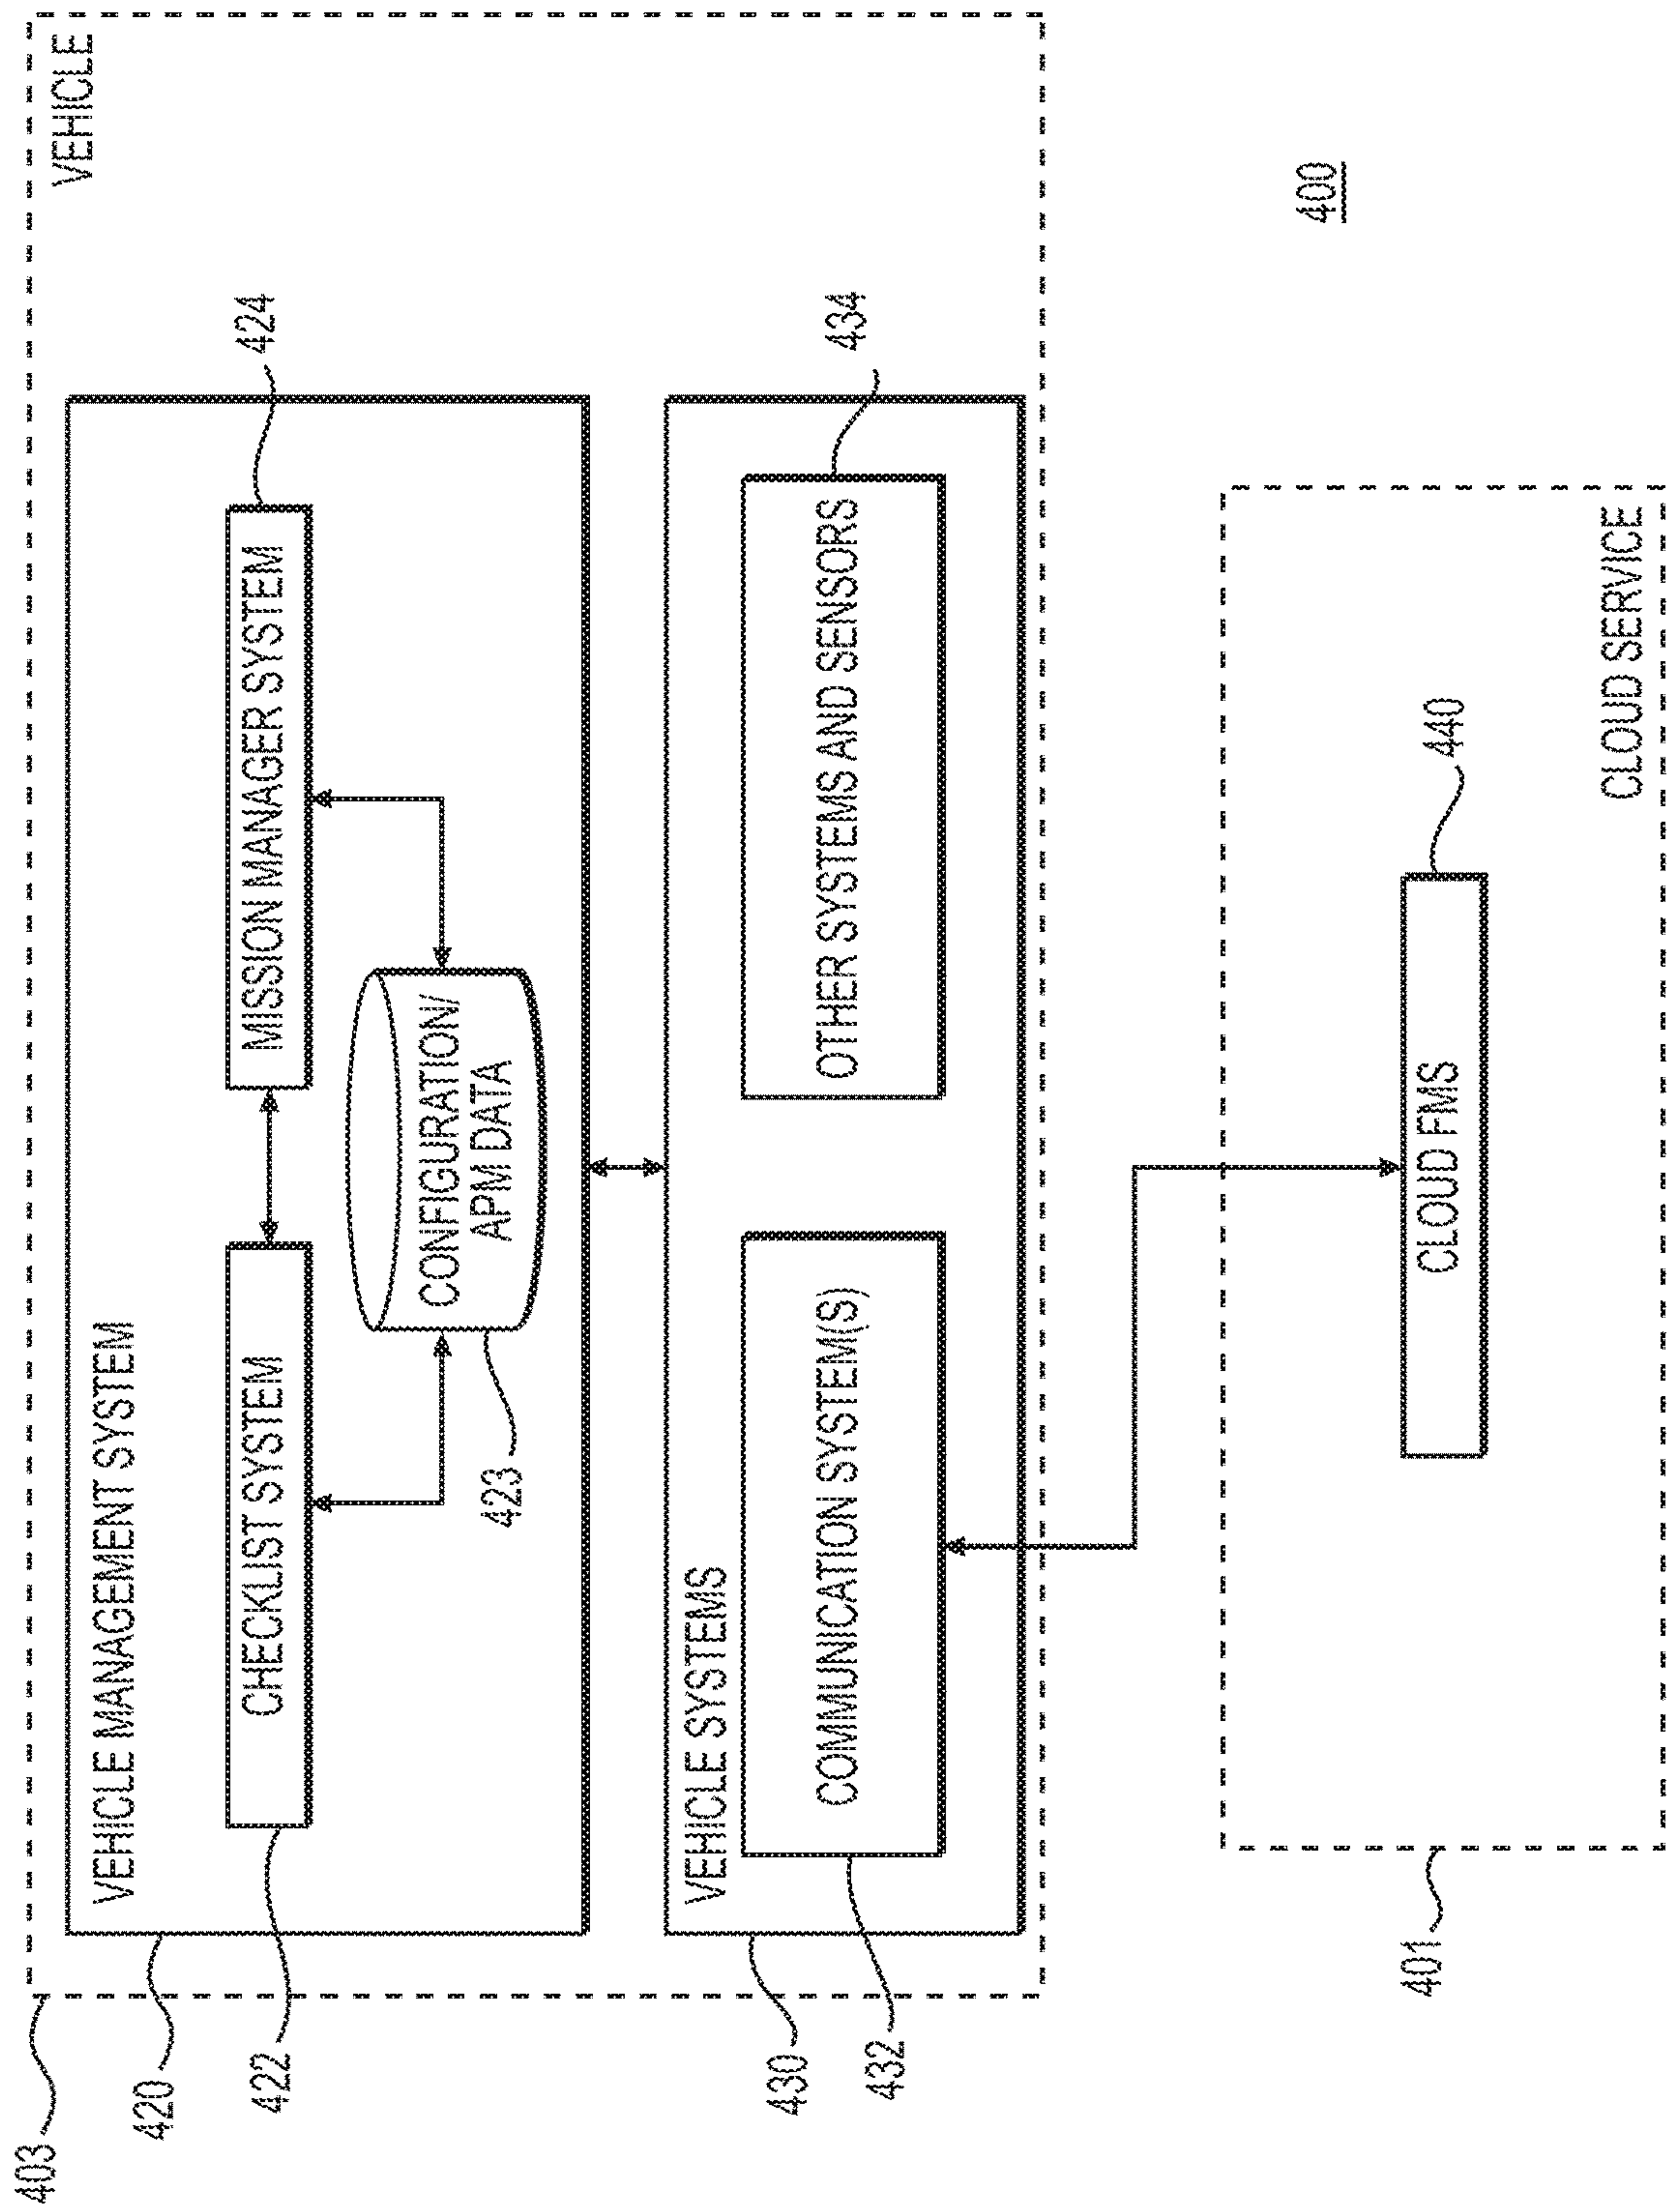 VEHICLE
403
VEHICLE MANAGEMENT SYSTEM
420
CHECKLIST SYSTEM
422
MISSION MANAGER SYSTEM
424
CONFIGURATION/
APM DATA
423
VEHICLE SYSTEMS
430
COMMUNICATION SYSTEM(S)
432
OTHER SYSTEMS AND SENSORS
434
400
CLOUD FMS
440
401
CLOUD SERVICE